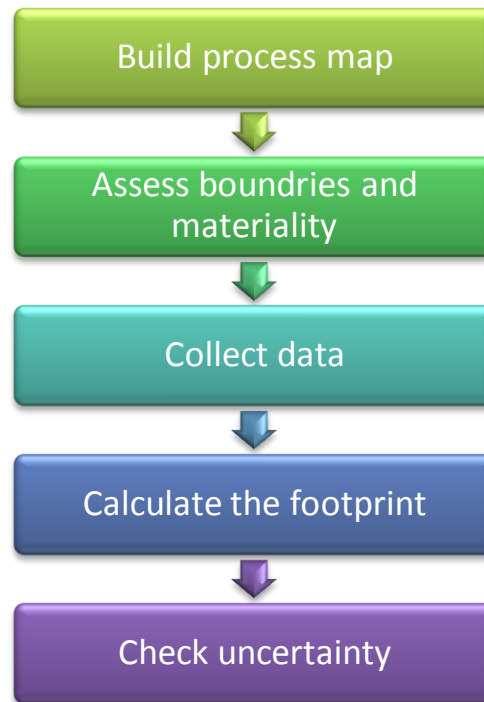 Build process map
Assess boundries and
materiality
Collect data
Calculate the footprint
Check uncertainty